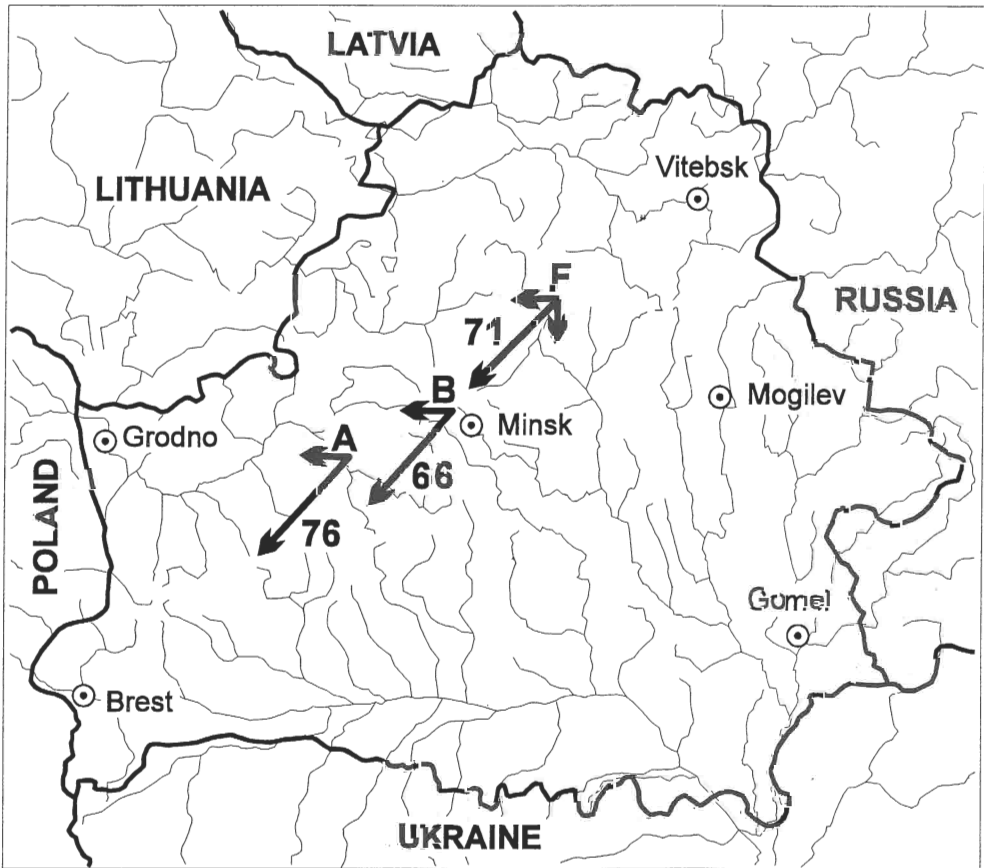 LATVIA
Vitebsk
LITHUANIA
F
RUSSIA
71
B
Mogilev
Minsk
Grodno
A
66
POLAND
76
Gomel
Brest
UKRAINE